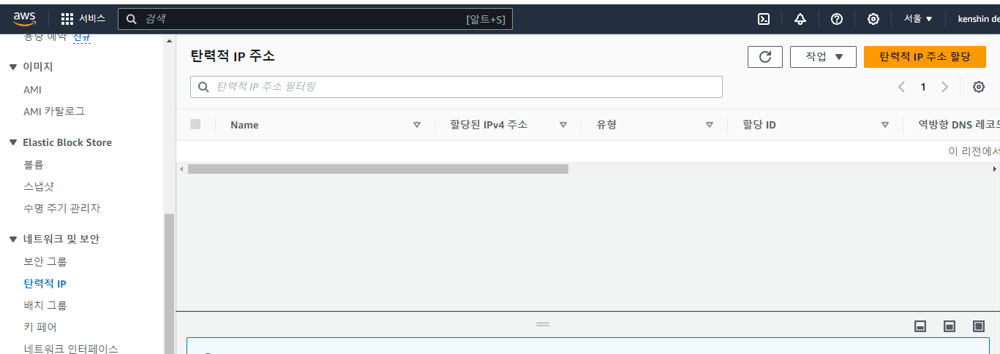 aws
서비스
검색
[알트+S]
서울
kenshin de
용량 예약 신규
이미지
AMI
AMI 카탈로그
Elastic Block Store
볼륨
스냅샷
수명 주기 관리자
네트워크 및 보안
보안 그룹
탄력적 IP
배치 그룹
키 페어
네트워크 인터페이스
탄력적 IP 주소
작업
탄력적 IP 주소 할당
탄력적 IP 주소 필터링
1
Name
할당된 IPv4 주소
유형
할당 ID
역방향 DNS 레코드
이 리전에서